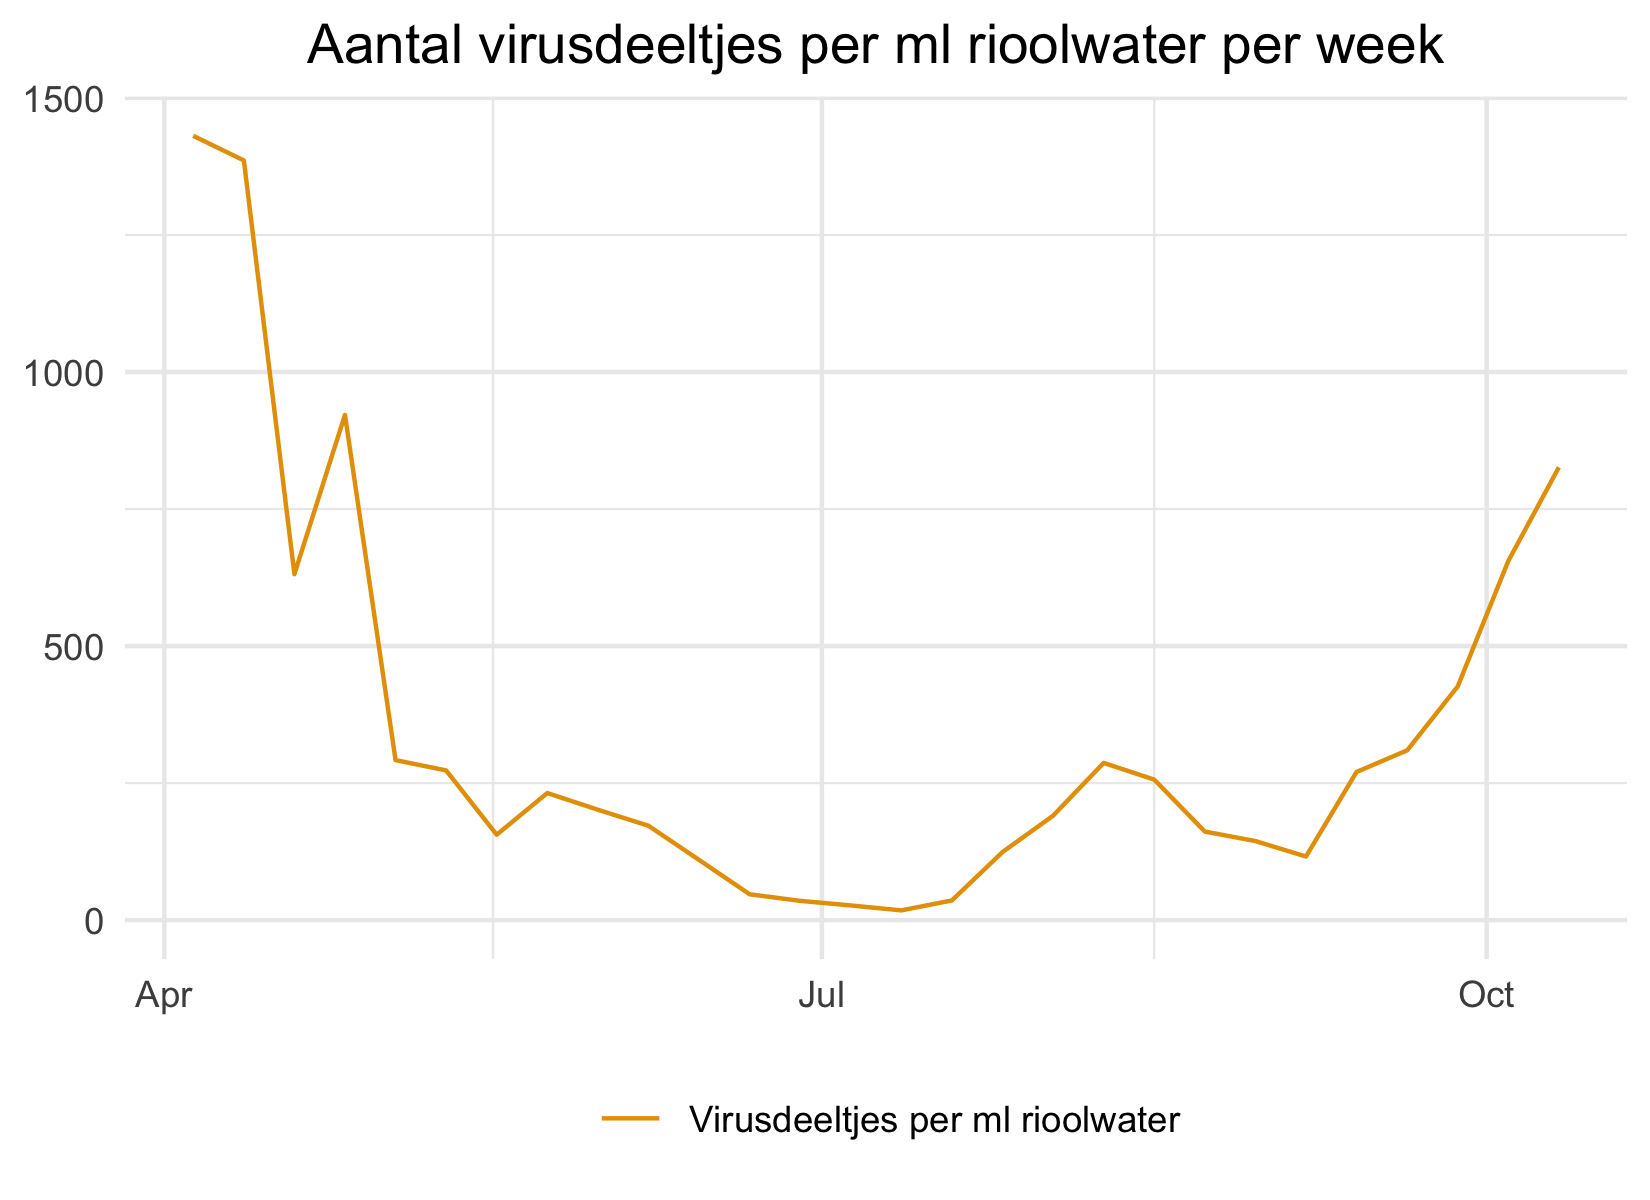 Aantal virusdeeltjes per ml rioolwater per week
1500
1000
500
0
Apr Jul Oct
Virusdeeltjes per ml rioolwater